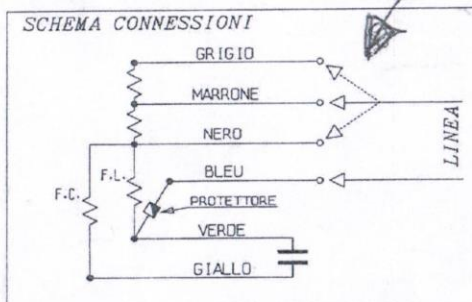 SCHEMA CONNESSIONI
GRIGIO
MARRONE
NERO
BLEU
LINEA
F.L.
F.C.
PROTETTORE
VERDE
GIALLO